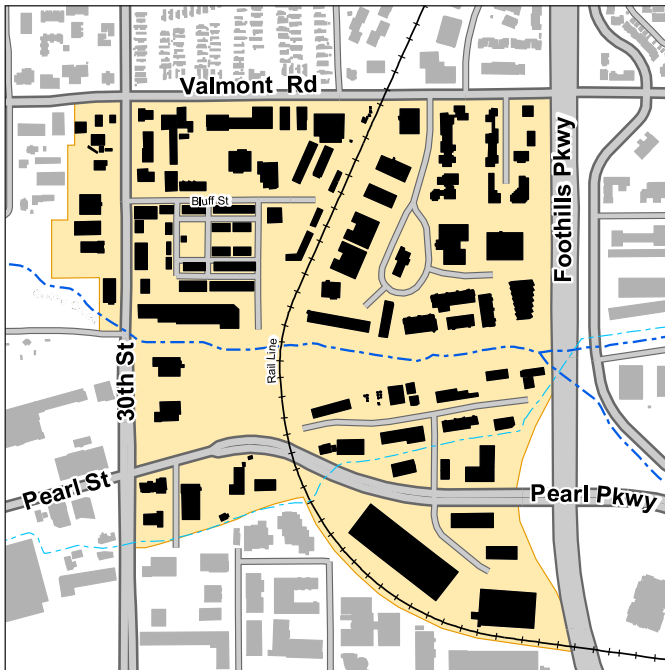 Valmont Rd
Bluff St
Foothills Pkwy
30th St
Rail Line
Pearl St
Pearl Pkwy